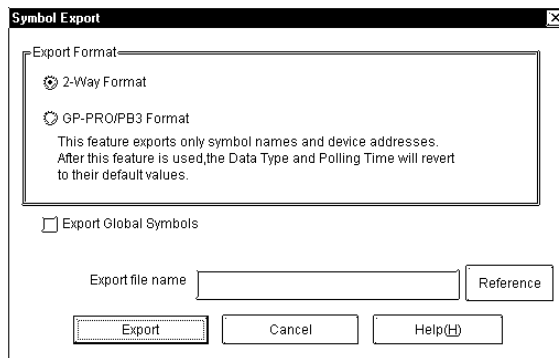 Symbol Export
Export Format
2-Way Format
GP-PRO/PB3 Format
This feature exports only symbol names and device addresses.
After this feature is used,the Data Type and Polling Time will revert
to their default values.
Export Global Symbols
Export file name
Reference
Export
Cancel
Help(H)